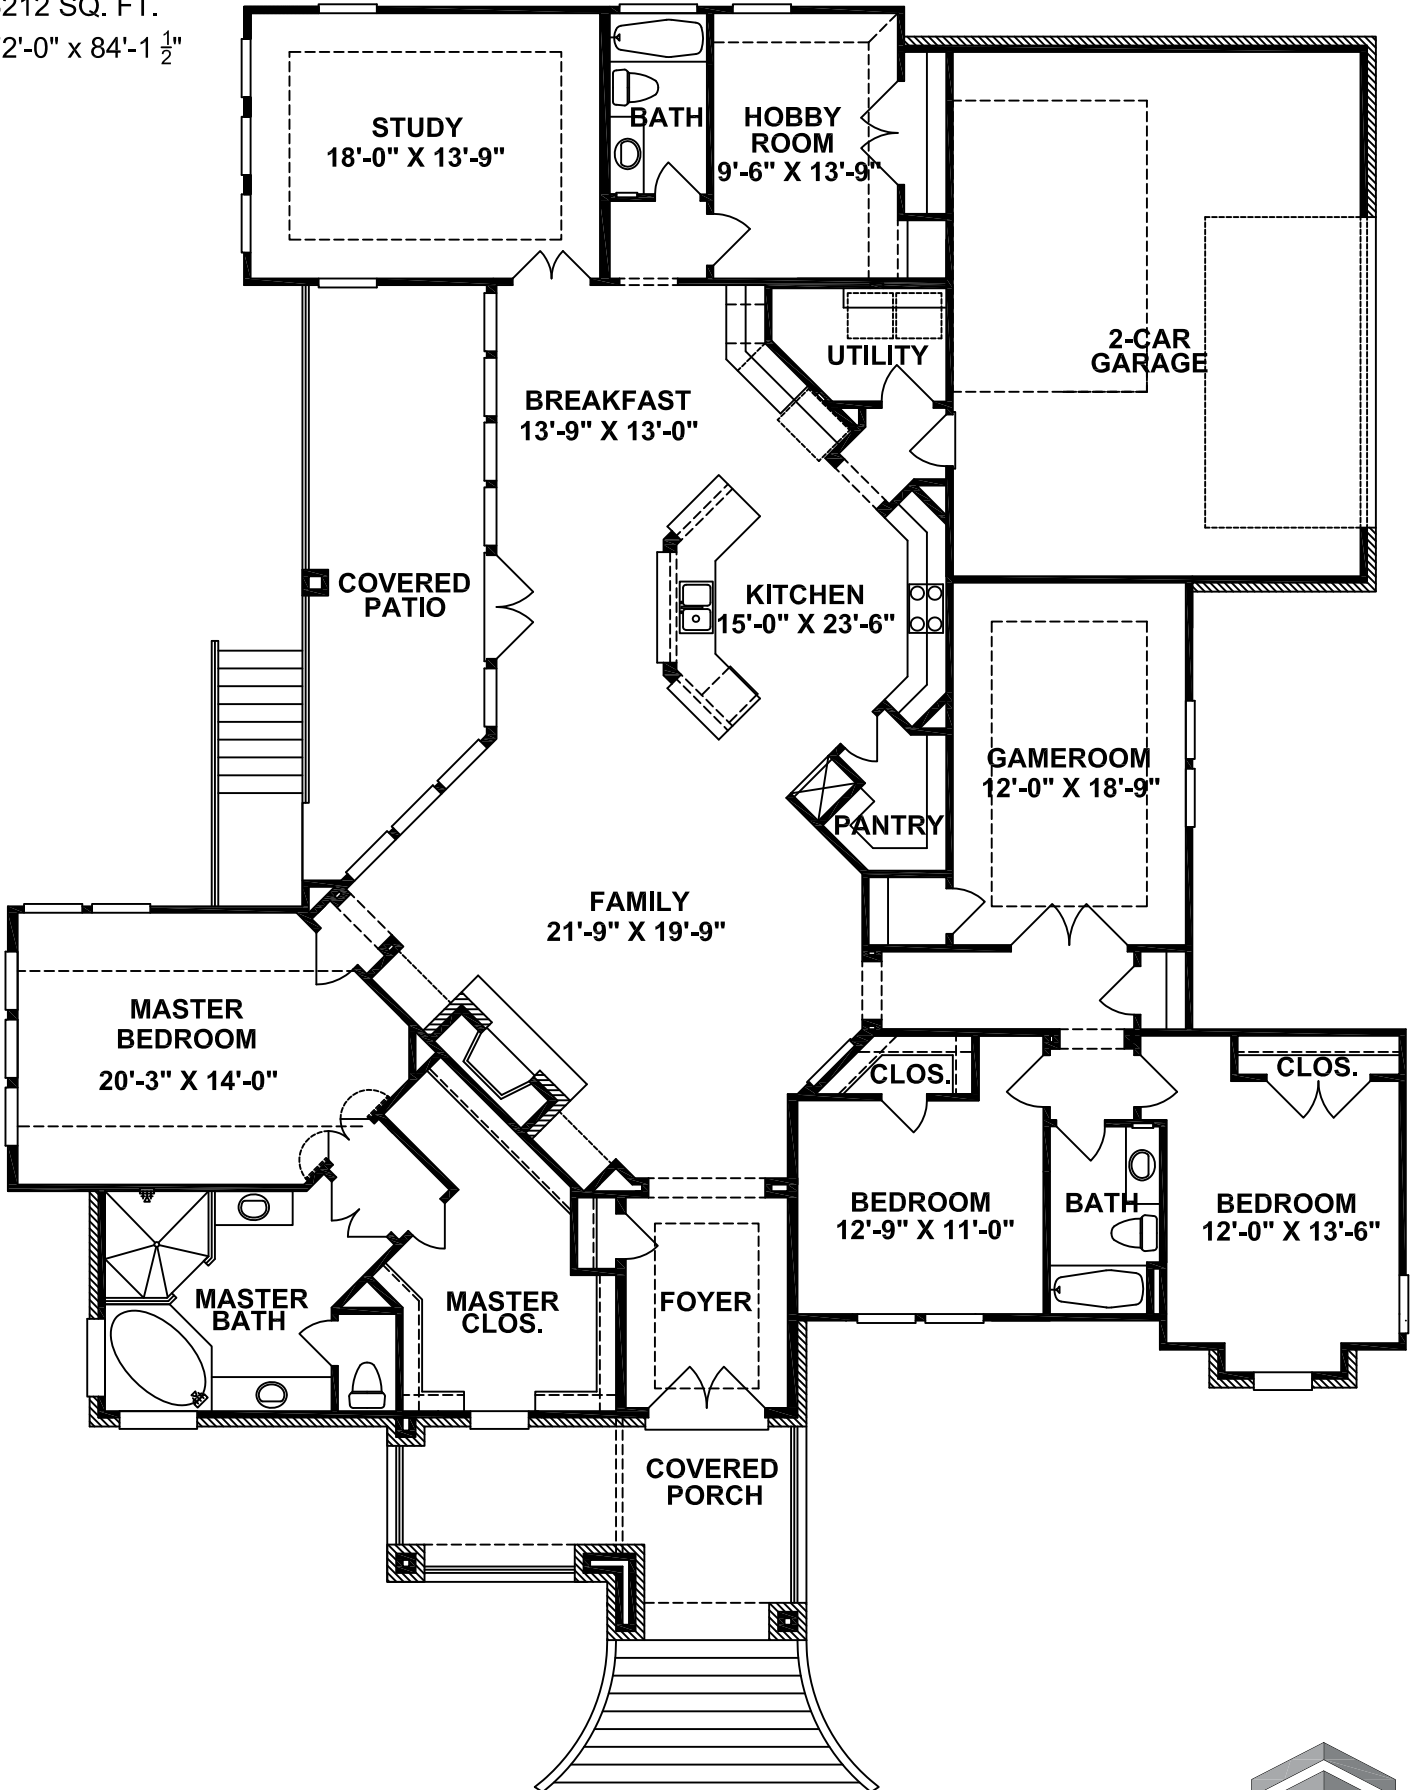 3212 SQ. FT.
2'-0" x 84'-1 ½"
STUDY
18'-0" X 13'-9"
BATH
HOBBY
ROOM
9'-6" X 13'-9"
UTILITY
2-CAR
GARAGE
BREAKFAST
13'-9" X 13'-0"
COVERED
PATIO
KITCHEN
15'-0" X 23'-6"
GAMEROOM
12'-0" X 18'-9"
PANTRY
FAMILY
21'-9" X 19'-9"
MASTER
BEDROOM
20'-3" X 14'-0"
CLOS.
CLOS.
BEDROOM
12'-9" X 11'-0"
BATH
BEDROOM
12'-0" X 13'-6"
MASTER
BATH
MASTER
CLOS.
FOYER
COVERED
PORCH